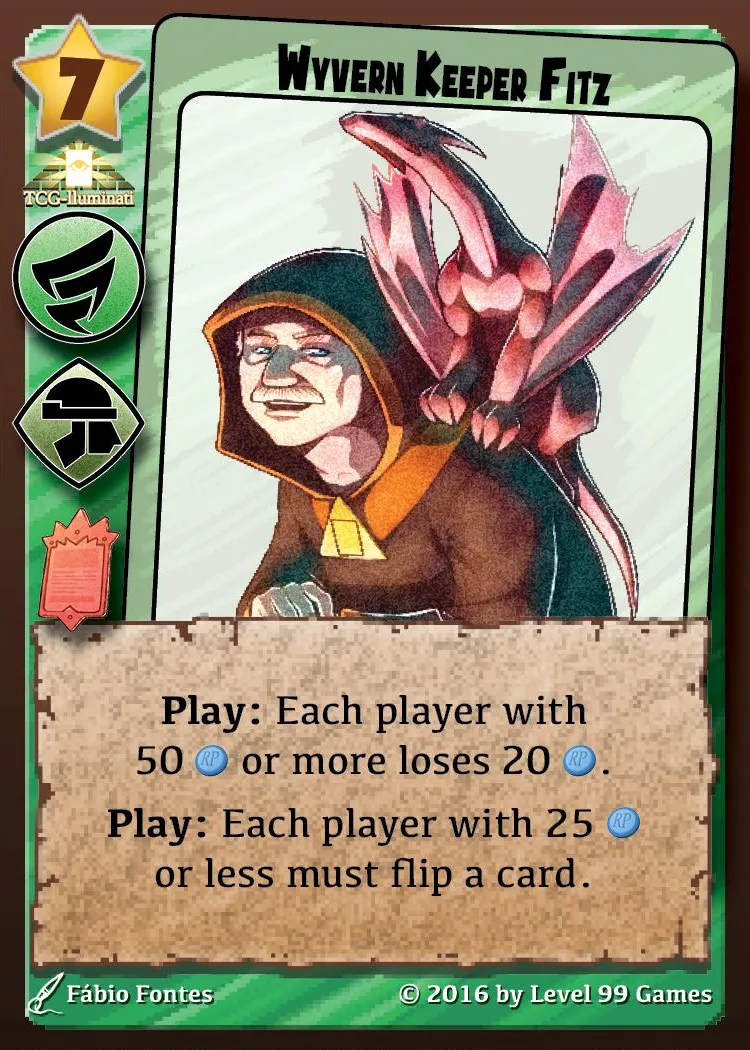 Wyvern Keeper Fitz
7
TCG-Iluminati
Play: Each player with
50 RP or more loses 20 RP.
Play: Each player with 25 RP
or less must flip a card.
Fábio Fontes
© 2016 by Level 99 Games